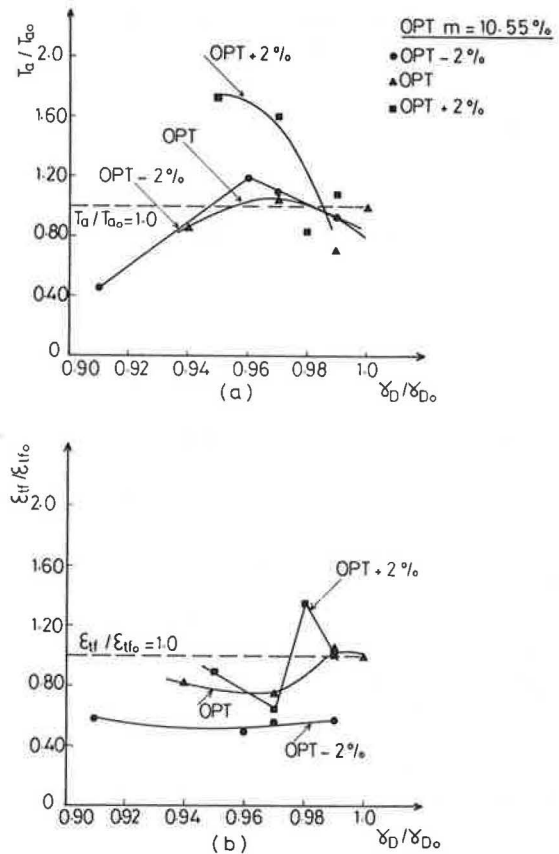 OPT m = 10.55%
● OPT - 2%
▲ OPT
■ OPT + 2%
Ta / Tao
2.0
1.60
1.20
0.80
0.40
0
OPT + 2%
OPT
OPT - 2%
Ta / Tao = 1.0
0.90 0.92 0.94 0.96 0.98 1.0
γD / γDo
(a)
εtf / εtfo
2.0
1.60
1.20
0.80
0.40
0
OPT + 2%
εtf / εtfo = 1.0
OPT
OPT - 2%
0.90 0.92 0.94 0.96 0.98 1.0
γD / γDo
(b)